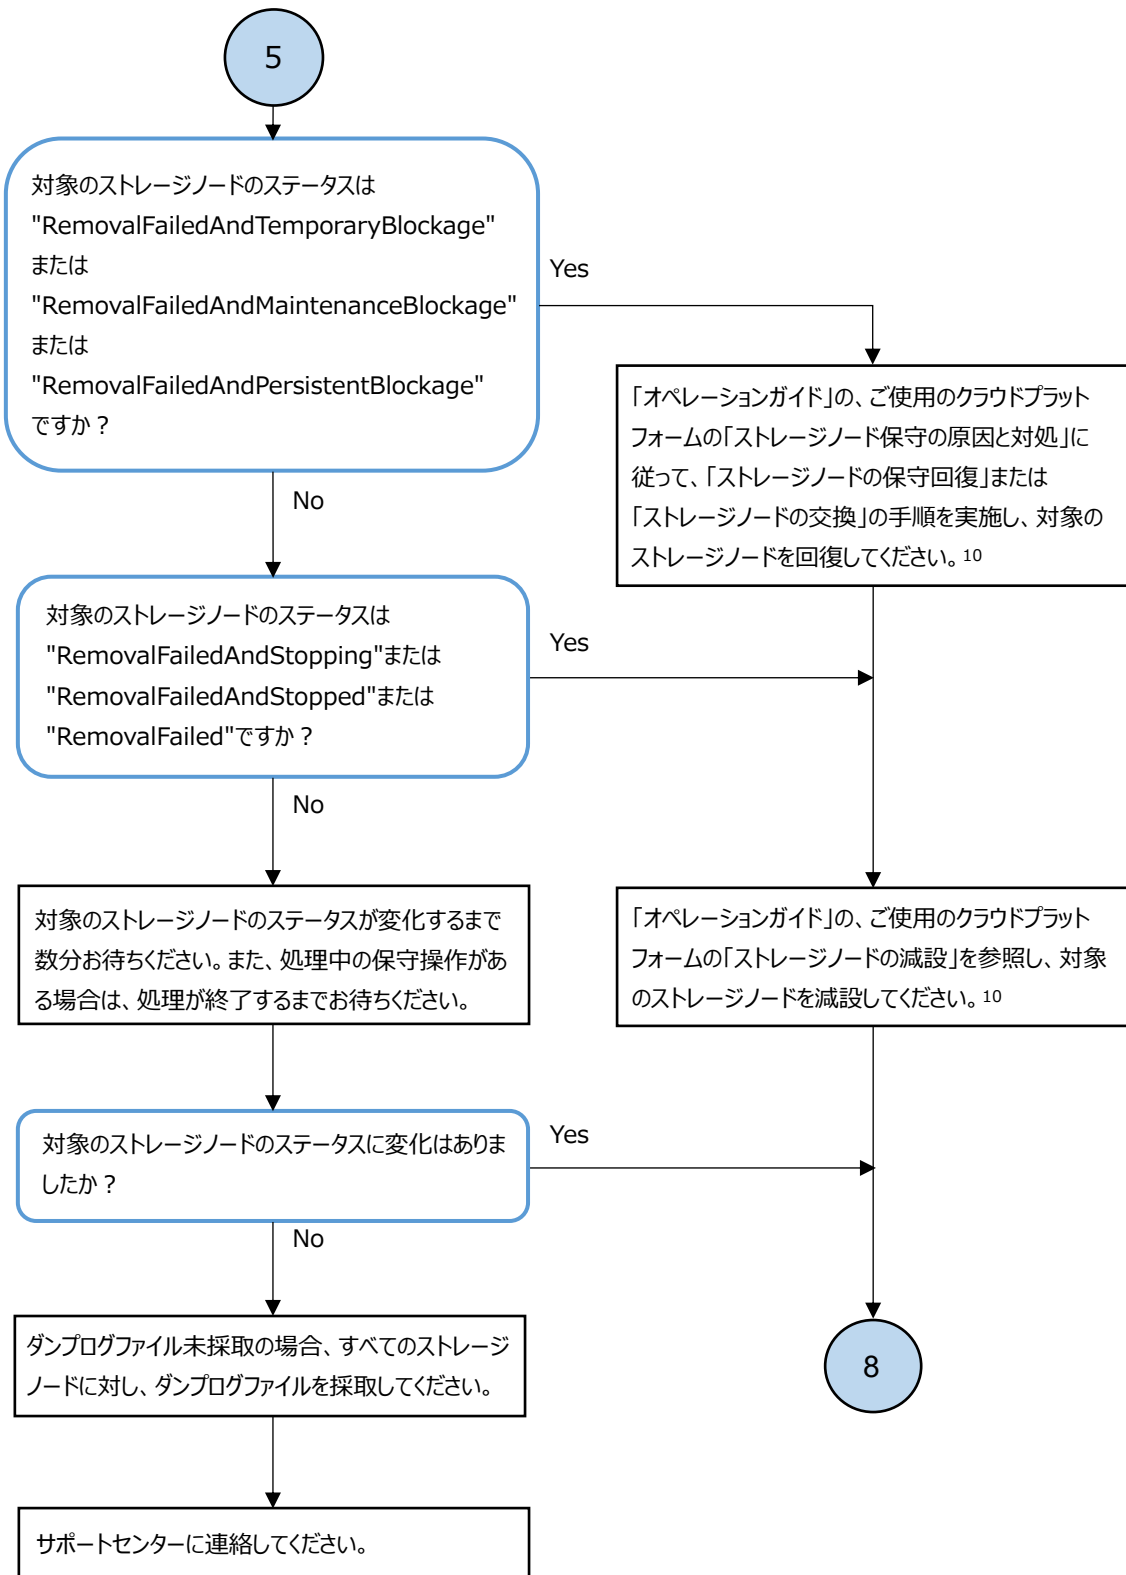 5
対象のストレージノードのステータスは
"RemovalFailedAndTemporaryBlockage"
または
"RemovalFailedAndMaintenanceBlockage"
または
"RemovalFailedAndPersistentBlockage"
ですか？
Yes
No
「オペレーションガイド」の、ご使用のクラウドプラット
フォームの「ストレージノード保守の原因と対処」に
従って、「ストレージノードの保守回復」または
「ストレージノードの交換」の手順を実施し、対象の
ストレージノードを回復してください。10
対象のストレージノードのステータスは
"RemovalFailedAndStopping"または
"RemovalFailedAndStopped"または
"RemovalFailed"ですか？
Yes
No
対象のストレージノードのステータスが変化するまで
数分お待ちください。また、処理中の保守操作があ
る場合は、処理が終了するまでお待ちください。
「オペレーションガイド」の、ご使用のクラウドプラット
フォームの「ストレージノードの減設」を参照し、対象
のストレージノードを減設してください。10
対象のストレージノードのステータスに変化はありま
したか？
Yes
No
ダンプログファイル未採取の場合、すべてのストレージ
ノードに対し、ダンプログファイルを採取してください。
8
サポートセンターに連絡してください。